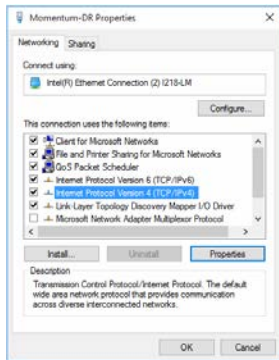 Momentum-DR Properties
Networking Sharing
Connect using:
Intel(R) Ethernet Connection (2) I218-LM
Configure...
This connection uses the following items:
Client for Microsoft Networks
File and Printer Sharing for Microsoft Networks
QoS Packet Scheduler
Internet Protocol Version 6 (TCP/IPv6)
Internet Protocol Version 4 (TCP/IPv4)
Link-Layer Topology Discovery Mapper I/O Driver
Microsoft Network Adapter Multiplexor Protocol
Install... Uninstall Properties
Description
Transmission Control Protocol/Internet Protocol. The default
wide area network protocol that provides communication
across diverse interconnected networks.
OK Cancel